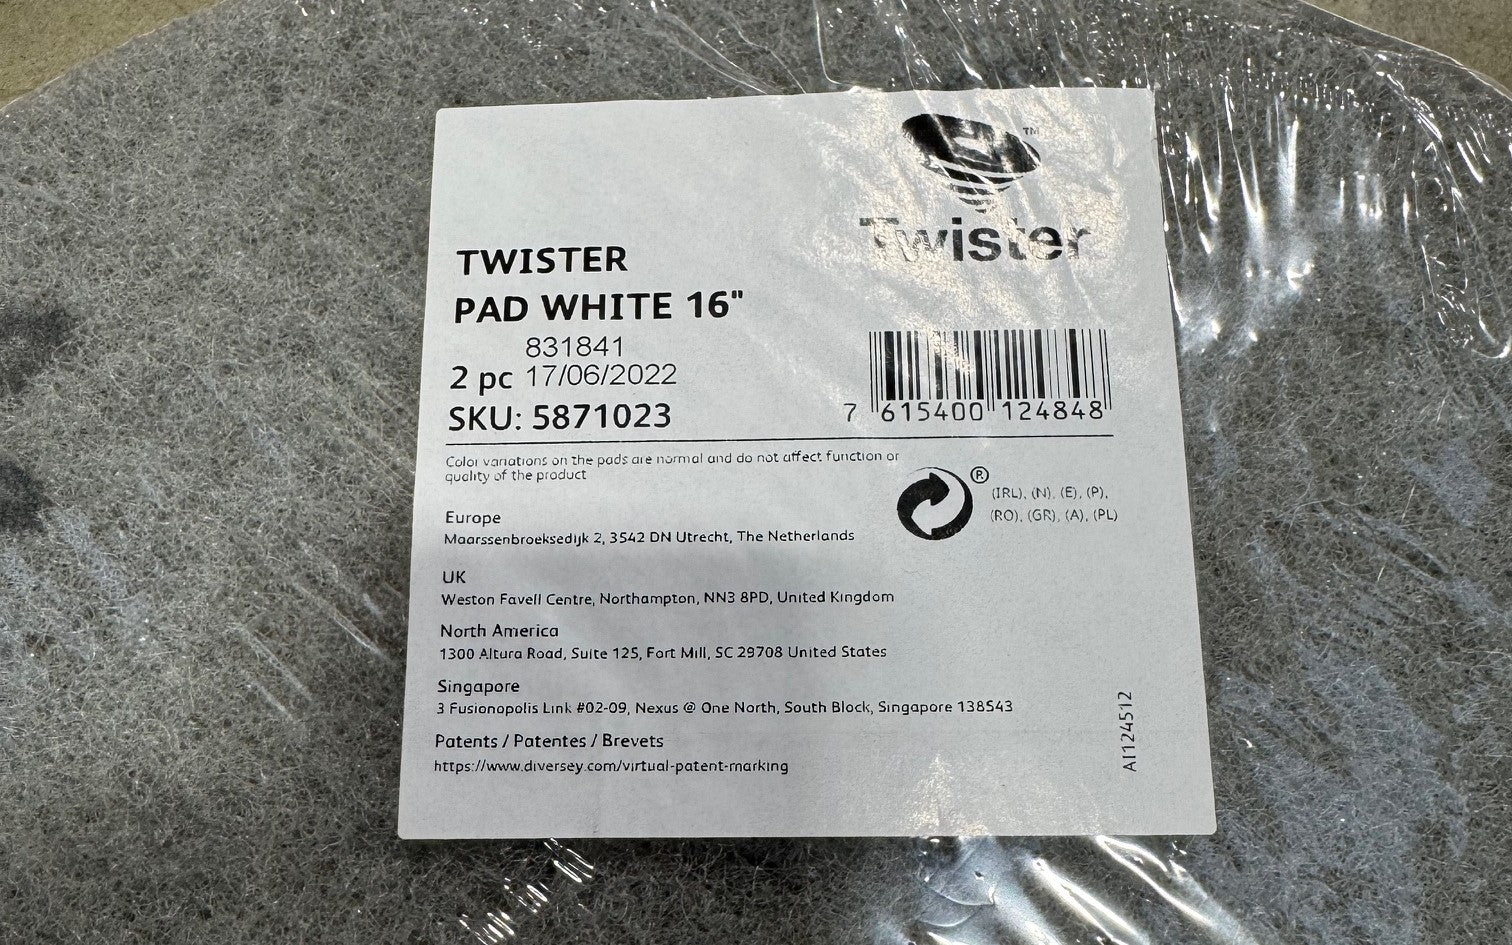 TM
Twister
TWISTER
PAD WHITE 16"
831841
2 pc 17/06/2022
SKU: 5871023
7 615400 124848
Color variations on the pads are normal and do not affect function or
quality of the product
®
(IRL), (N), (E), (P),
(RO), (GR), (A), (PL)
Europe
Maarssenbroeksedijk 2, 3542 DN Utrecht, The Netherlands
UK
Weston Favell Centre, Northampton, NN3 8PD, United Kingdom
North America
1300 Altura Road, Suite 125, Fort Mill, SC 29708 United States
Singapore
3 Fusionopolis Link #02-09, Nexus @ One North, South Block, Singapore 138543
Patents / Patentes / Brevets
https://www.diversey.com/virtual-patent-marking
AI124512